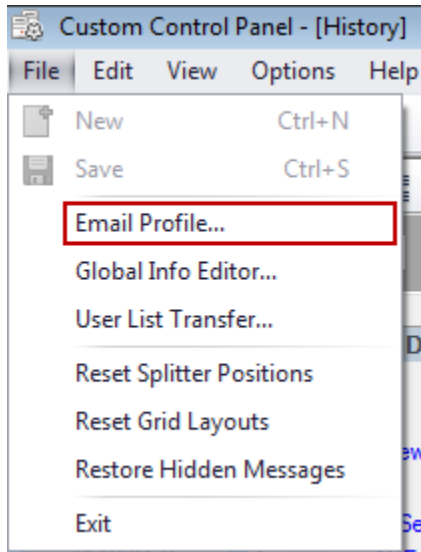 Custom Control Panel - [History]
File Edit View Options Help
New Ctrl+N
Save Ctrl+S
Email Profile...
Global Info Editor...
User List Transfer...
Reset Splitter Positions
Reset Grid Layouts
Restore Hidden Messages
Exit